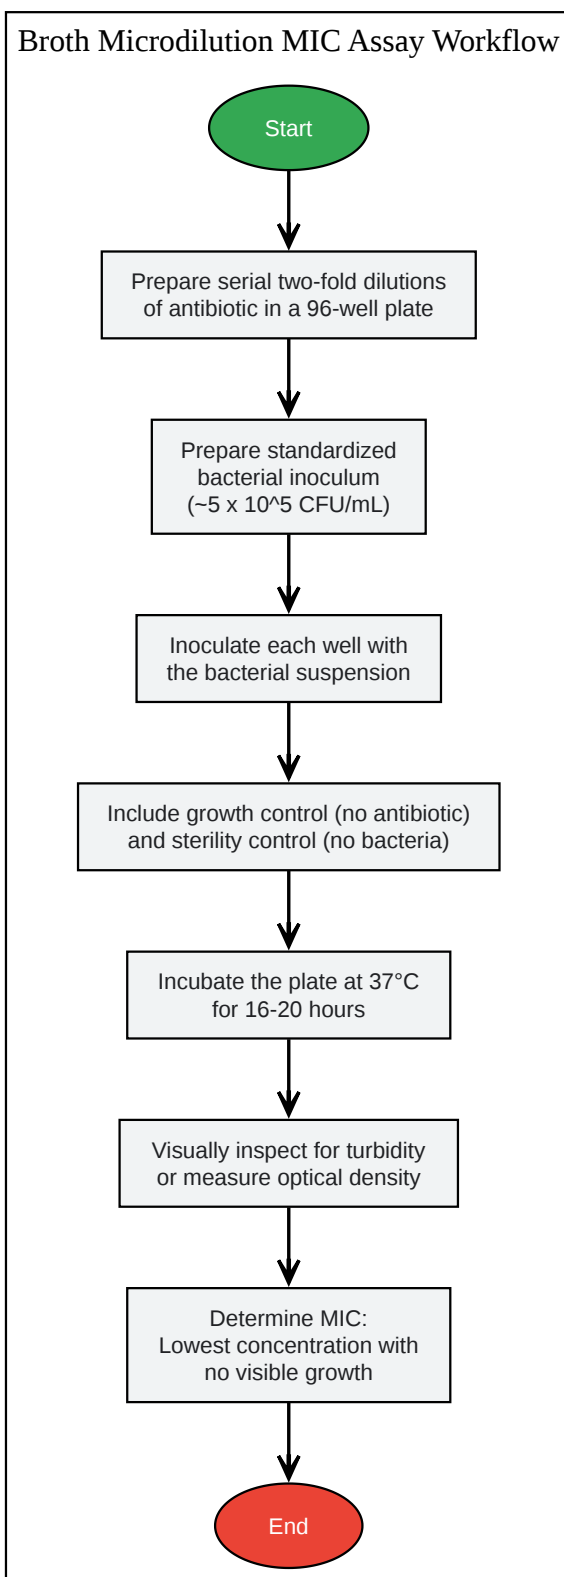 Broth Microdilution MIC Assay Workflow
Start
Prepare serial two-fold dilutions
of antibiotic in a 96-well plate
Prepare standardized
bacterial inoculum
(~5 x 10^5 CFU/mL)
Inoculate each well with
the bacterial suspension
Include growth control (no antibiotic)
and sterility control (no bacteria)
Incubate the plate at 37°C
for 16-20 hours
Visually inspect for turbidity
or measure optical density
Determine MIC:
Lowest concentration with
no visible growth
End